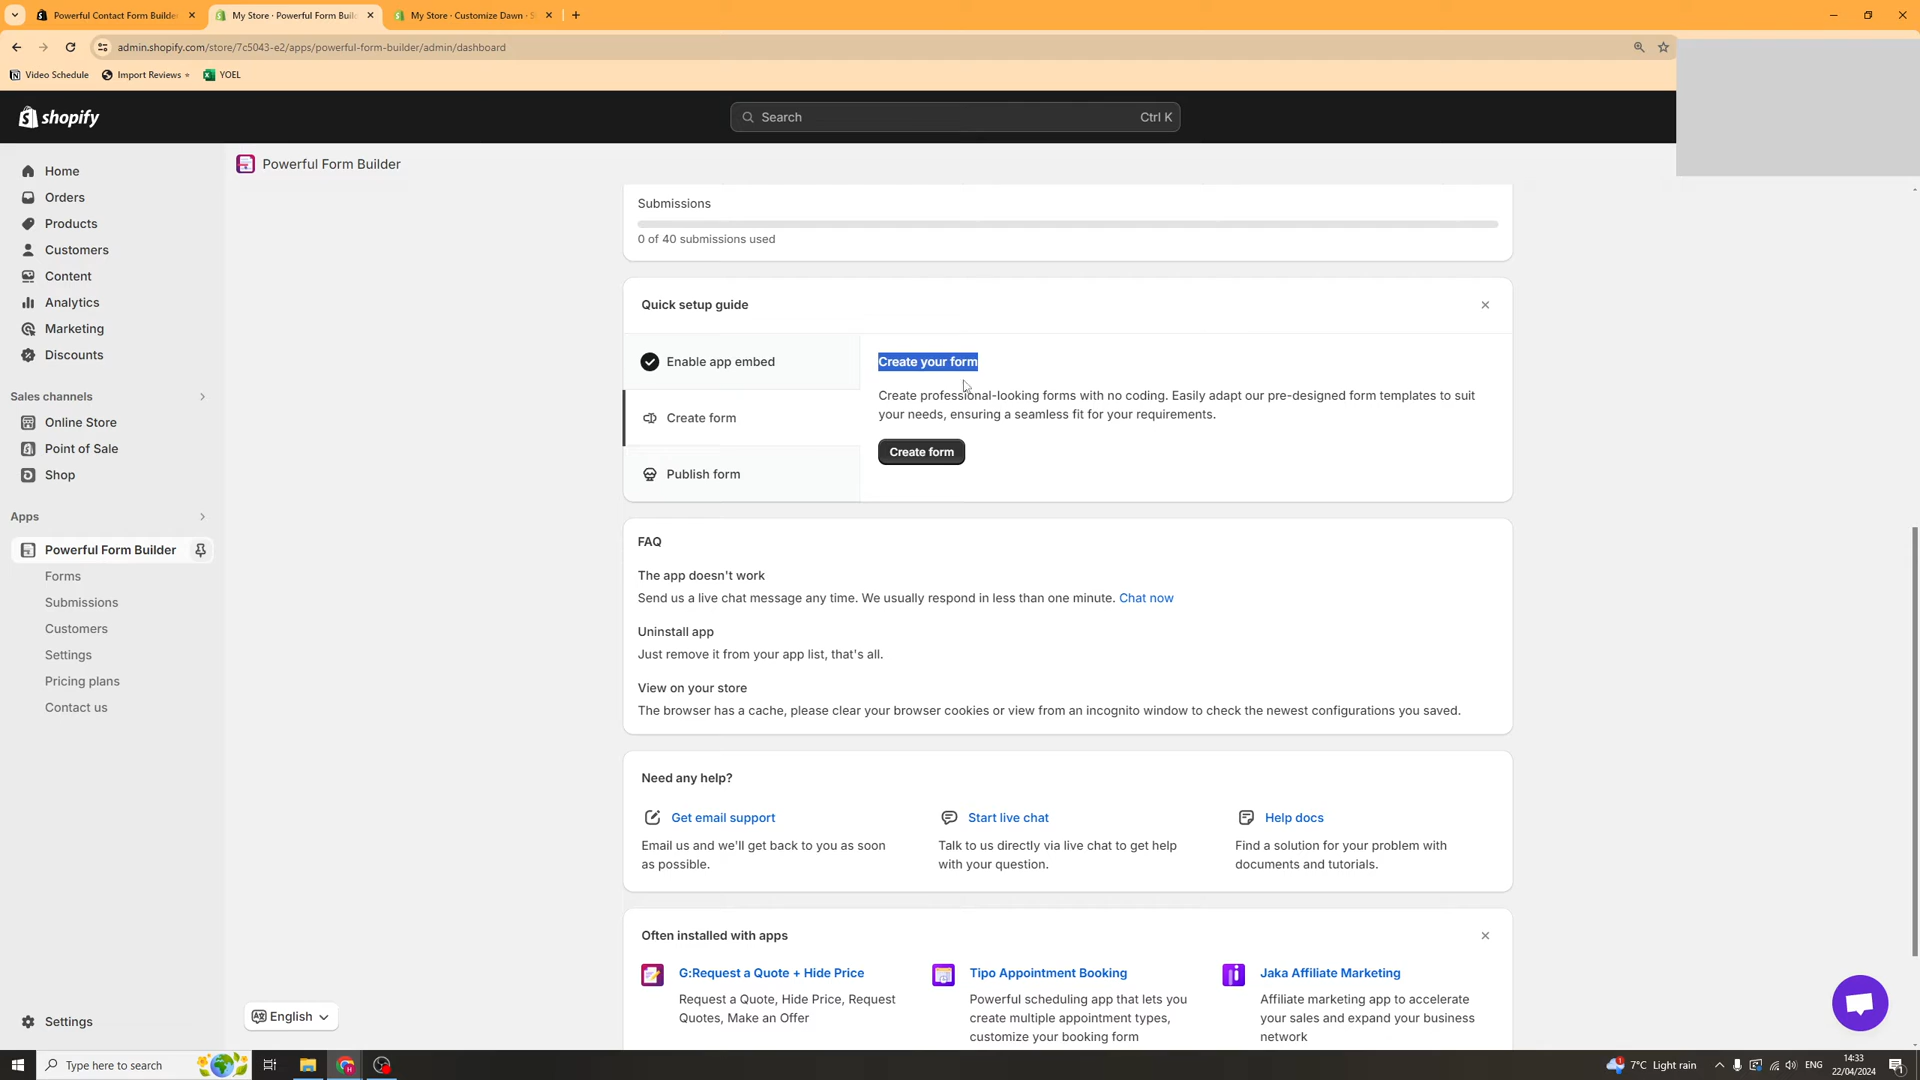 Powerful Contact Form Builder
My Store · Powerful Form Buil
My Store · Customize Dawn · S
admin.shopify.com/store/7c5043-e2/apps/powerful-form-builder/admin/dashboard
Video Schedule
Import Reviews
YOEL
shopify
Search
Ctrl K
Home
Orders
Products
Customers
Content
Analytics
Marketing
Discounts
Sales channels
Online Store
Point of Sale
Shop
Apps
Powerful Form Builder
Forms
Submissions
Customers
Settings
Pricing plans
Contact us
Settings
Powerful Form Builder
Submissions
0 of 40 submissions used
Quick setup guide
Enable app embed
Create form
Publish form
Create your form
Create professional-looking forms with no coding. Easily adapt our pre-designed form templates to suit
your needs, ensuring a seamless fit for your requirements.
Create form
FAQ
The app doesn't work
Send us a live chat message any time. We usually respond in less than one minute. Chat now
Uninstall app
Just remove it from your app list, that's all.
View on your store
The browser has a cache, please clear your browser cookies or view from an incognito window to check the newest configurations you saved.
Need any help?
Get email support
Email us and we'll get back to you as soon
as possible.
Start live chat
Talk to us directly via live chat to get help
with your question.
Help docs
Find a solution for your problem with
documents and tutorials.
Often installed with apps
G:Request a Quote + Hide Price
Request a Quote, Hide Price, Request
Quotes, Make an Offer
Tipo Appointment Booking
Powerful scheduling app that lets you
create multiple appointment types,
customize your booking form
Jaka Affiliate Marketing
Affiliate marketing app to accelerate
your sales and expand your business
network
English
Type here to search
7°C Light rain
ENG
14:33
22/04/2024